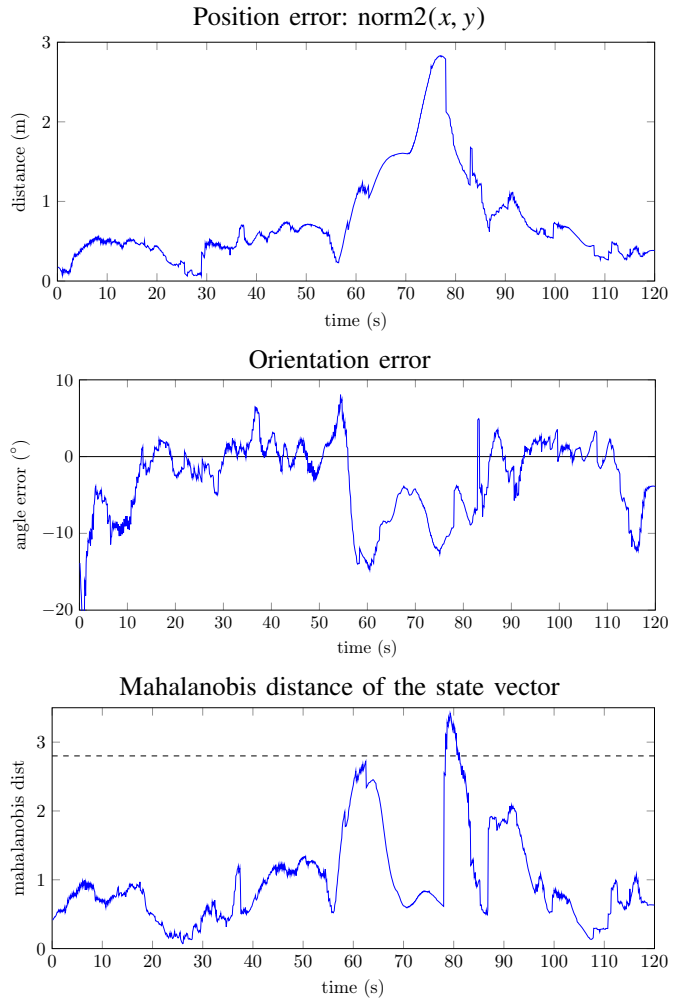 Position error: norm2(x, y)
3
2
1
0
distance (m)
0 10 20 30 40 50 60 70 80 90 100 110 120
time (s)
Orientation error
10
0
−10
−20
angle error (°)
0 10 20 30 40 50 60 70 80 90 100 110 120
time (s)
Mahalanobis distance of the state vector
3
2
1
0
mahalanobis dist
0 10 20 30 40 50 60 70 80 90 100 110 120
time (s)